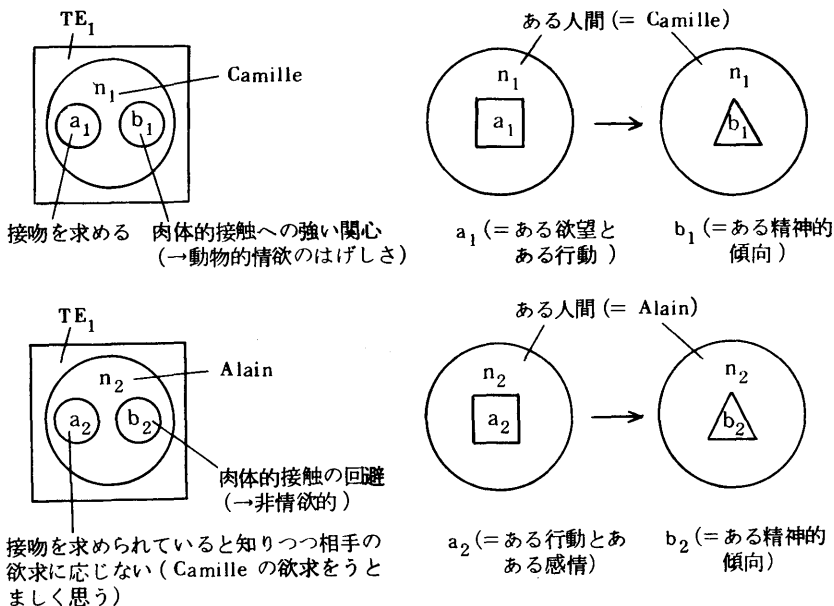 TE₁
n₁
Camille
a₁
b₁
接吻を求める
肉体的接触への強い関心
(→動物的情欲のはげしさ)
ある人間 (= Camille)
n₁
a₁
n₁
b₁
a₁ (=ある欲望と
ある行動 )
b₁ (=ある精神的
傾向)
TE₁
n₂
Alain
a₂
b₂
肉体的接触の回避
(→非情欲的 )
接吻を求められていると知りつつ相手の
欲求に応じない ( Camille の欲求をうと
ましく思う)
ある人間 (= Alain)
n₂
a₂
n₂
b₂
a₂ (=ある行動とあ
ある感情)
b₂ (=ある精神的
傾向)